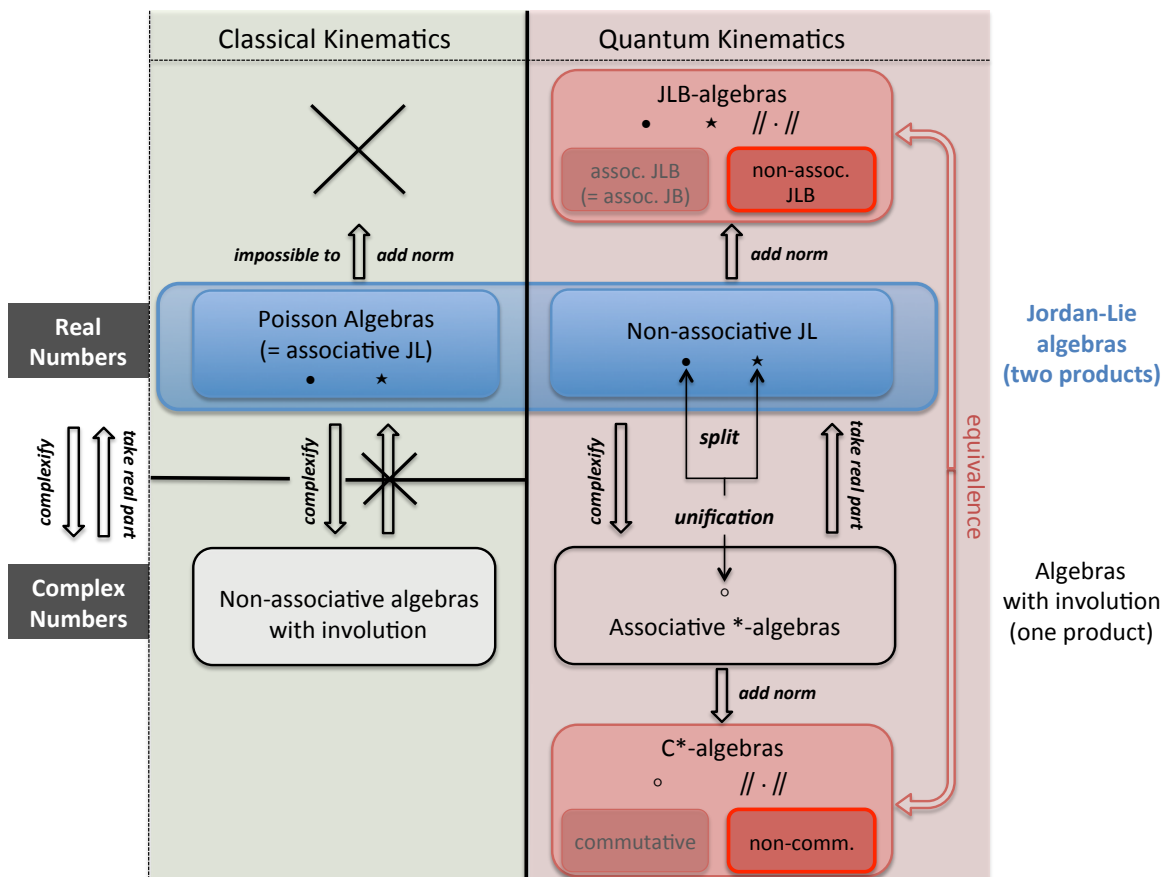 Classical Kinematics
Quantum Kinematics
JLB-algebras
• ★ // · //
assoc. JLB
(= assoc. JB)
non-assoc.
JLB
impossible to
add norm
add norm
Real
Numbers
Poisson Algebras
(= associative JL)
• ★
Non-associative JL
• ★
Jordan-Lie
algebras
(two products)
complexify
take real part
complexify
complexify
split
unification
take real part
equivalence
Complex
Numbers
Non-associative algebras
with involution
○
Associative *-algebras
Algebras
with involution
(one product)
add norm
C*-algebras
○ // · //
commutative
non-comm.